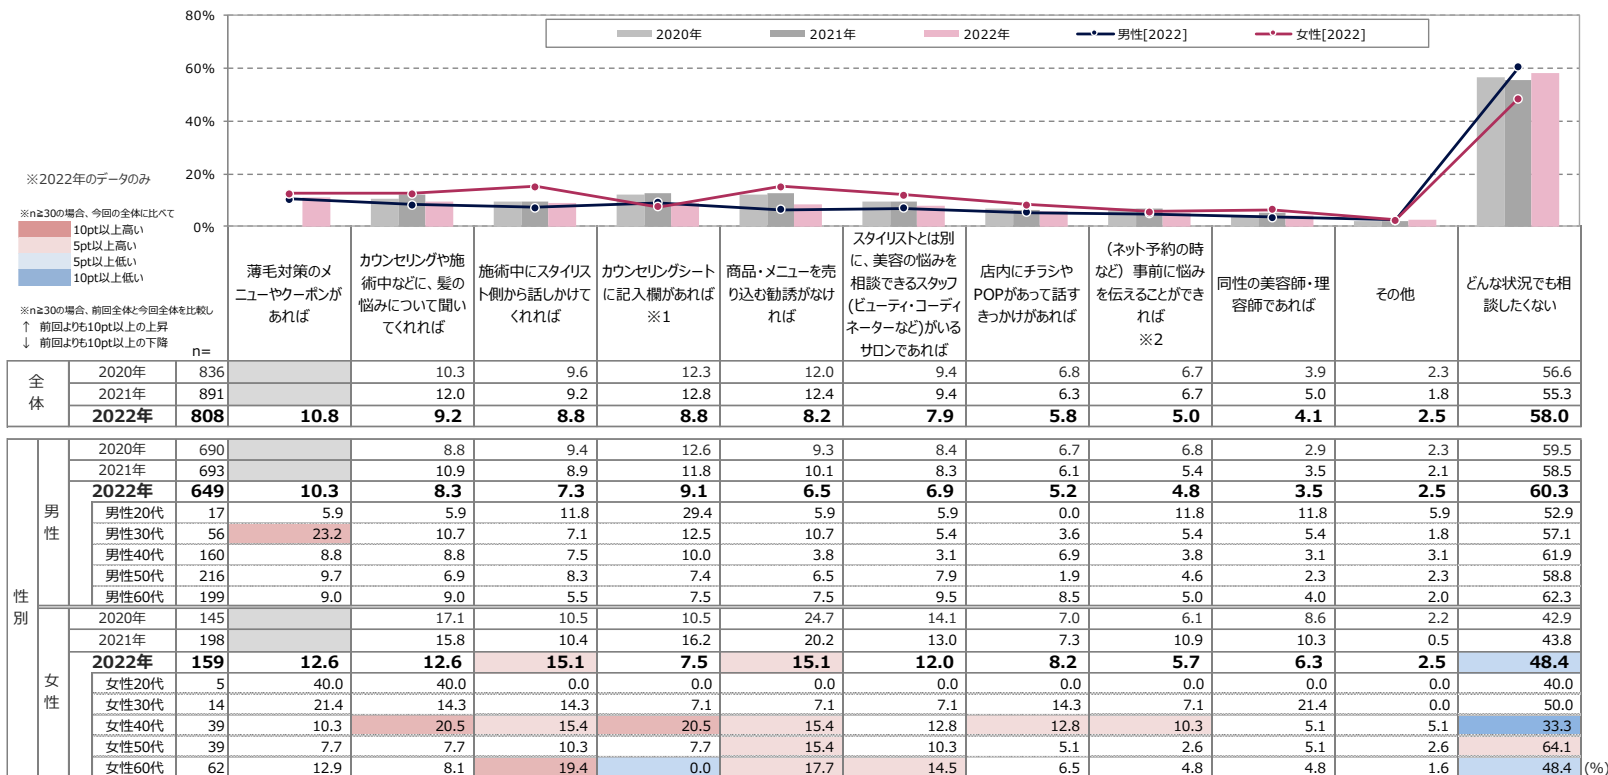 80%
60%
40%
20%
0%
2020年 2021年 2022年 男性[2022] 女性[2022]
※2022年のデータのみ
※n≧30の場合、今回の全体に比べて
10pt以上高い
5pt以上高い
5pt以上低い
10pt以上低い
※n≧30の場合、前回全体と今回全体を比較し
↑ 前回よりも10pt以上の上昇
↓ 前回よりも10pt以上の下降
n=
薄毛対策のメ
ニューやクーポンが
あれば
カウンセリングや施
術中などに、髪の
悩みについて聞い
てくれれば
施術中にスタイリス
ト側から話しかけて
くれれば
カウンセリングシート
に記入欄があれば
※1
商品・メニューを売
り込む勧誘がなけ
れば
スタイリストとは別
に、美容の悩みを
相談できるスタッフ
(ビューティ・コーディ
ネーターなど)がいる
サロンであれば
店内にチラシや
POPがあって話す
きっかけがあれば
（ネット予約の時
など）事前に悩み
を伝えることができ
れば
※2
同性の美容師・理
容師であれば
その他
どんな状況でも相
談したくない
全体
2020年 836 10.3 9.6 12.3 12.0 9.4 6.8 6.7 3.9 2.3 56.6
2021年 891 12.0 9.2 12.8 12.4 9.4 6.3 6.7 5.0 1.8 55.3
2022年 808 10.8 9.2 8.8 8.8 8.2 7.9 5.8 5.0 4.1 2.5 58.0
性別
男性
2020年 690 8.8 9.4 12.6 9.3 8.4 6.7 6.8 2.9 2.3 59.5
2021年 693 10.9 8.9 11.8 10.1 8.3 6.1 5.4 3.5 2.1 58.5
2022年 649 10.3 8.3 7.3 9.1 6.5 6.9 5.2 4.8 3.5 2.5 60.3
男性20代 17 5.9 5.9 11.8 29.4 5.9 5.9 0.0 11.8 11.8 5.9 52.9
男性30代 56 23.2 10.7 7.1 12.5 10.7 5.4 3.6 5.4 5.4 1.8 57.1
男性40代 160 8.8 8.8 7.5 10.0 3.8 3.1 6.9 3.8 3.1 3.1 61.9
男性50代 216 9.7 6.9 8.3 7.4 6.5 7.9 1.9 4.6 2.3 2.3 58.8
男性60代 199 9.0 9.0 5.5 7.5 7.5 9.5 8.5 5.0 4.0 2.0 62.3
女性
2020年 145 17.1 10.5 10.5 24.7 14.1 7.0 6.1 8.6 2.2 42.9
2021年 198 15.8 10.4 16.2 20.2 13.0 7.3 10.9 10.3 0.5 43.8
2022年 159 12.6 12.6 15.1 7.5 15.1 12.0 8.2 5.7 6.3 2.5 48.4
女性20代 5 40.0 40.0 0.0 0.0 0.0 0.0 0.0 0.0 0.0 0.0 40.0
女性30代 14 21.4 14.3 14.3 7.1 7.1 7.1 14.3 7.1 21.4 0.0 50.0
女性40代 39 10.3 20.5 15.4 20.5 15.4 12.8 12.8 10.3 5.1 5.1 33.3
女性50代 39 7.7 7.7 10.3 7.7 15.4 10.3 5.1 2.6 5.1 2.6 64.1
女性60代 62 12.9 8.1 19.4 0.0 17.7 14.5 6.5 4.8 4.8 1.6 48.4 (%)